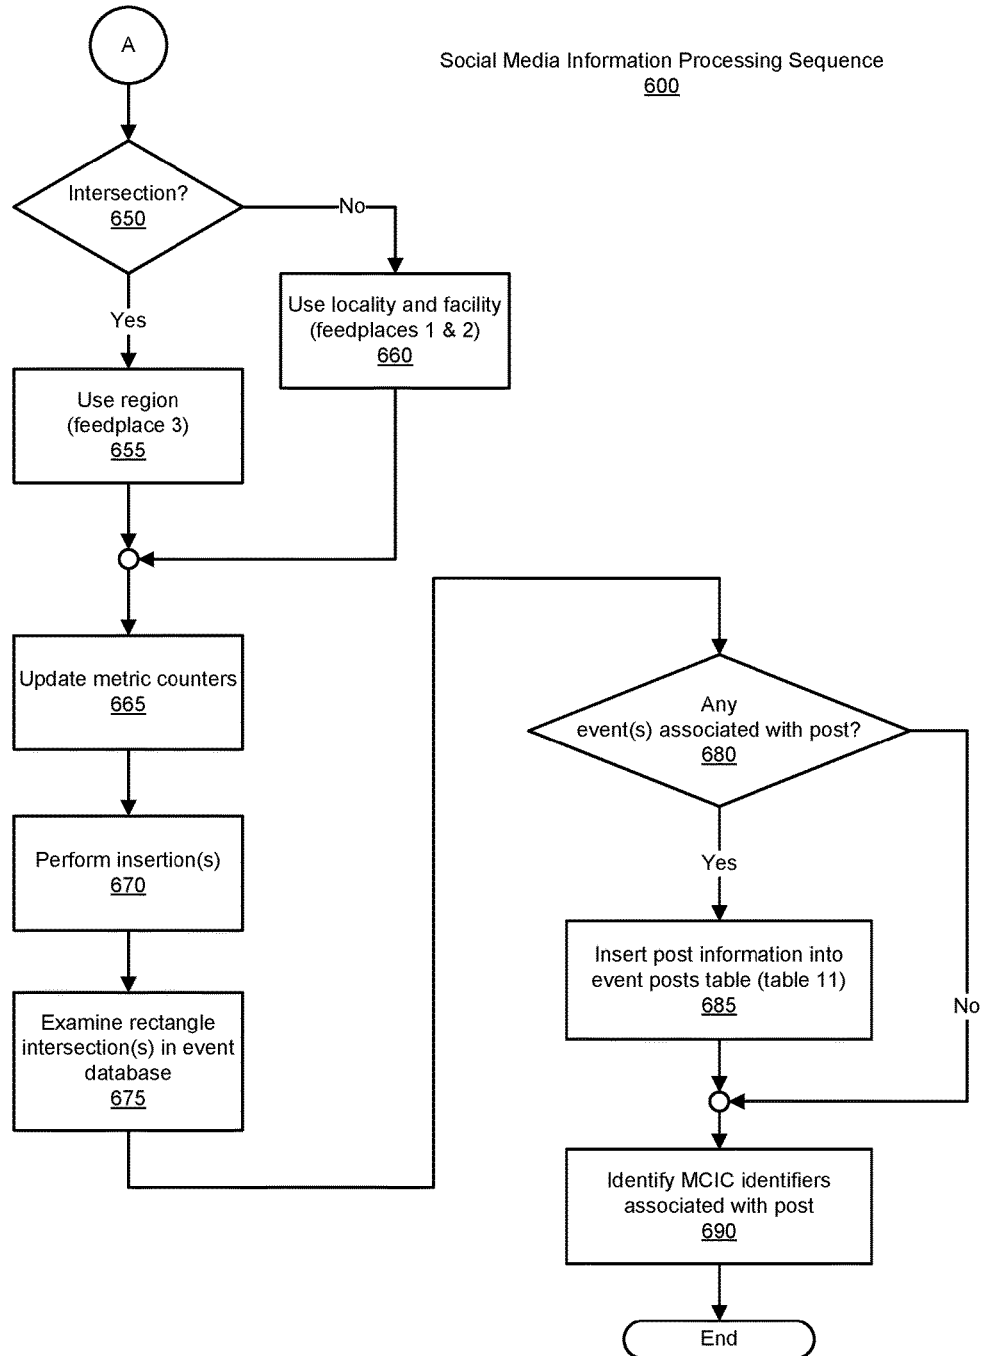 A
Social Media Information Processing Sequence
600
Intersection?
650
No
Yes
Use locality and facility
(feedplaces 1 & 2)
660
Use region
(feedplace 3)
655
Update metric counters
665
Perform insertion(s)
670
Examine rectangle
intersection(s) in event
database
675
Any
event(s) associated with post?
680
Yes
No
Insert post information into
event posts table (table 11)
685
Identify MCIC identifiers
associated with post
690
End